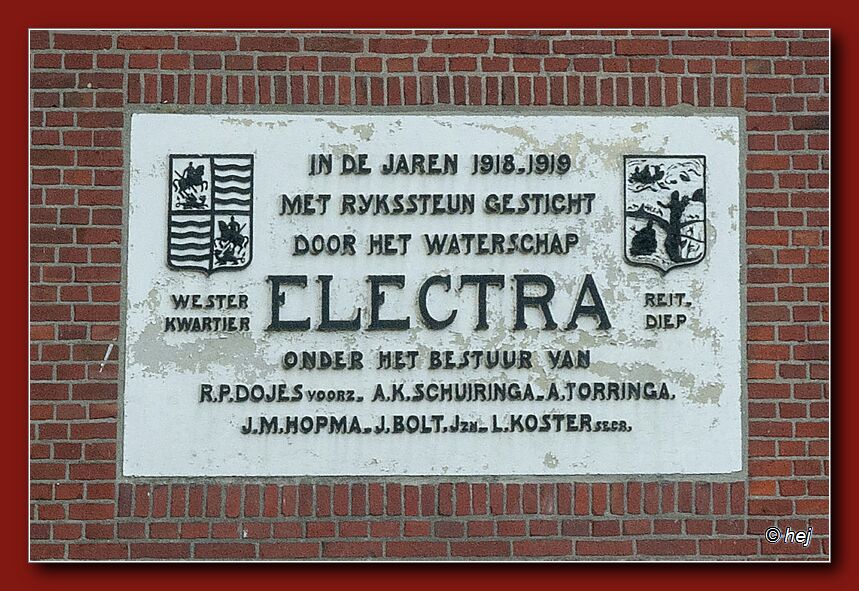 IN DE JAREN 1918-1919
MET RYKSSTEUN GESTICHT
DOOR HET WATERSCHAP
ELECTRA
WESTER
KWARTIER
REIT-
DIEP
ONDER HET BESTUUR VAN
R.P.DOJES VOORZ- A.K.SCHUIRINGA-A.TORRINGA.
J.M.HOPMA-J.BOLT.JZN-L.KOSTER SECR.
© hej